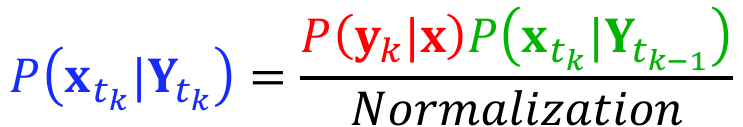 P(𝐱_{t_k}|𝐘_{t_k}) = P(𝐲_k|𝐱)P(𝐱_{t_k}|𝐘_{t_{k−1}})
Normalization